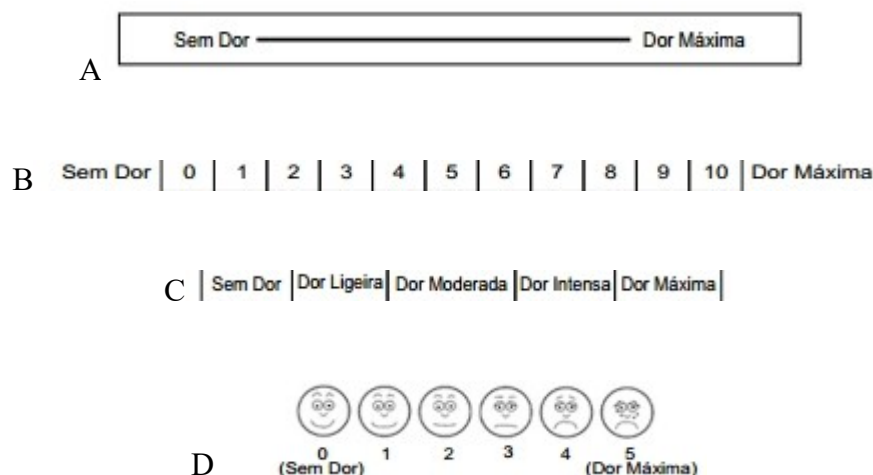 Sem Dor Dor Máxima
A
B Sem Dor | 0 | 1 | 2 | 3 | 4 | 5 | 6 | 7 | 8 | 9 | 10 | Dor Máxima
C | Sem Dor | Dor Ligeira | Dor Moderada | Dor Intensa | Dor Máxima |
0 1 2 3 4 5
D (Sem Dor) (Dor Máxima)